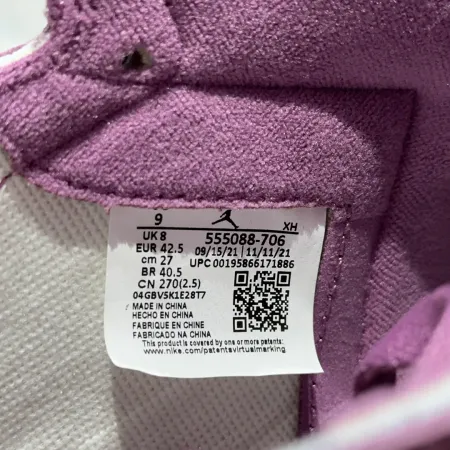 9 XH
UK 8 555088-706
EUR 42.5 09/15/21 | 11/11/21
cm 27 UPC 00195866171886
BR 40.5
CN 270(2.5)
04GBV5K1E28T7
MADE IN CHINA
HECHO EN CHINA
FABRIQUE EN CHINE
FABRICADO NA CHINA
This product is covered by one or more patents:
www.nike.com/patentsvirtualmarking